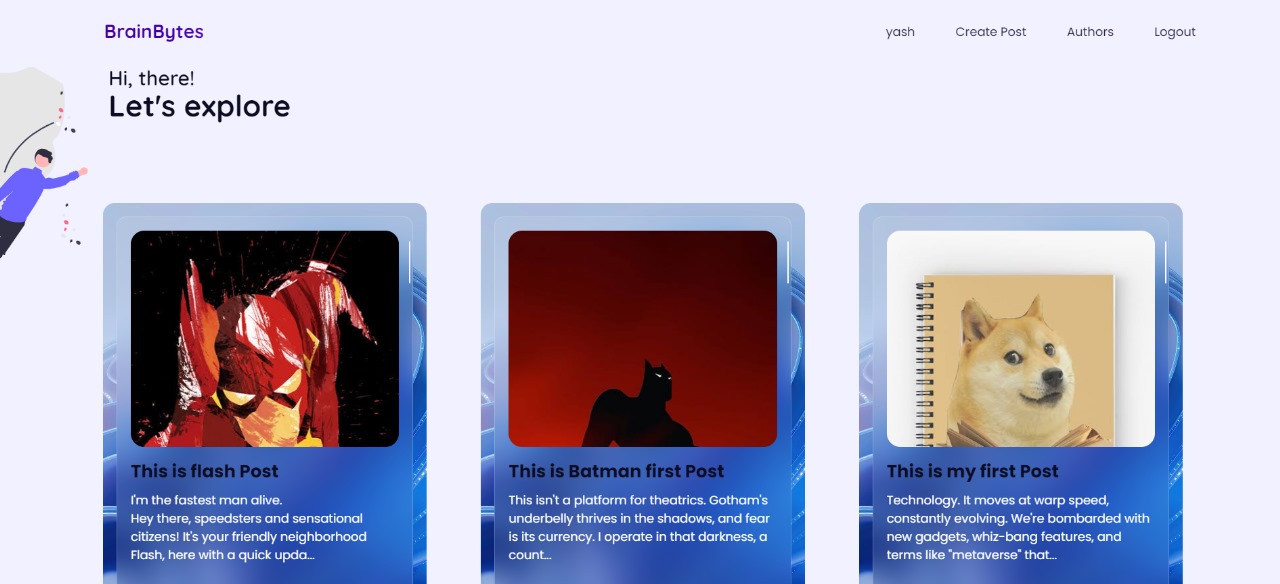 BrainBytes
yash
Create Post
Authors
Logout
Hi, there!
Let's explore
This is flash Post
I'm the fastest man alive.
Hey there, speedsters and sensational
citizens! It's your friendly neighborhood
Flash, here with a quick upda...
This is Batman first Post
This isn't a platform for theatrics. Gotham's
underbelly thrives in the shadows, and fear
is its currency. I operate in that darkness, a
count...
This is my first Post
Technology. It moves at warp speed,
constantly evolving. We're bombarded with
new gadgets, whiz-bang features, and
terms like "metaverse" that...